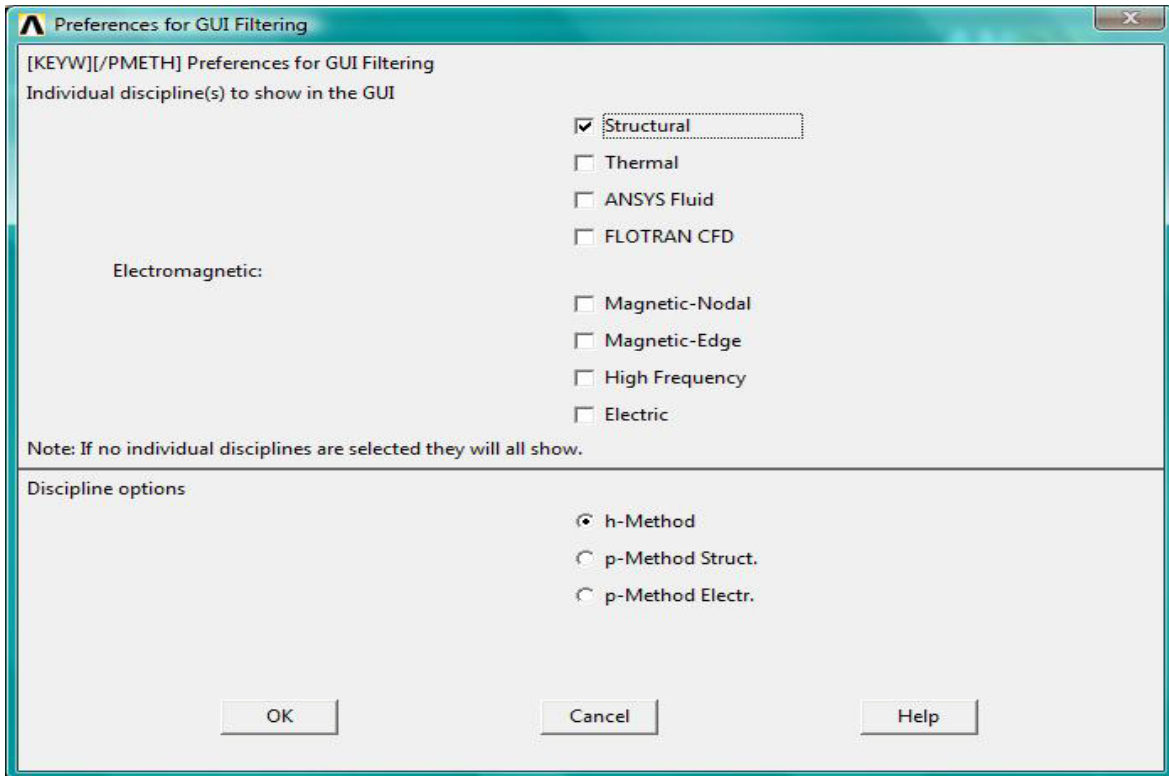 Preferences for GUI Filtering
[KEYW][/PMETH] Preferences for GUI Filtering
Individual discipline(s) to show in the GUI
Structural
Thermal
ANSYS Fluid
FLOTRAN CFD
Electromagnetic:
Magnetic-Nodal
Magnetic-Edge
High Frequency
Electric
Note: If no individual disciplines are selected they will all show.
Discipline options
h-Method
p-Method Struct.
p-Method Electr.
OK Cancel Help